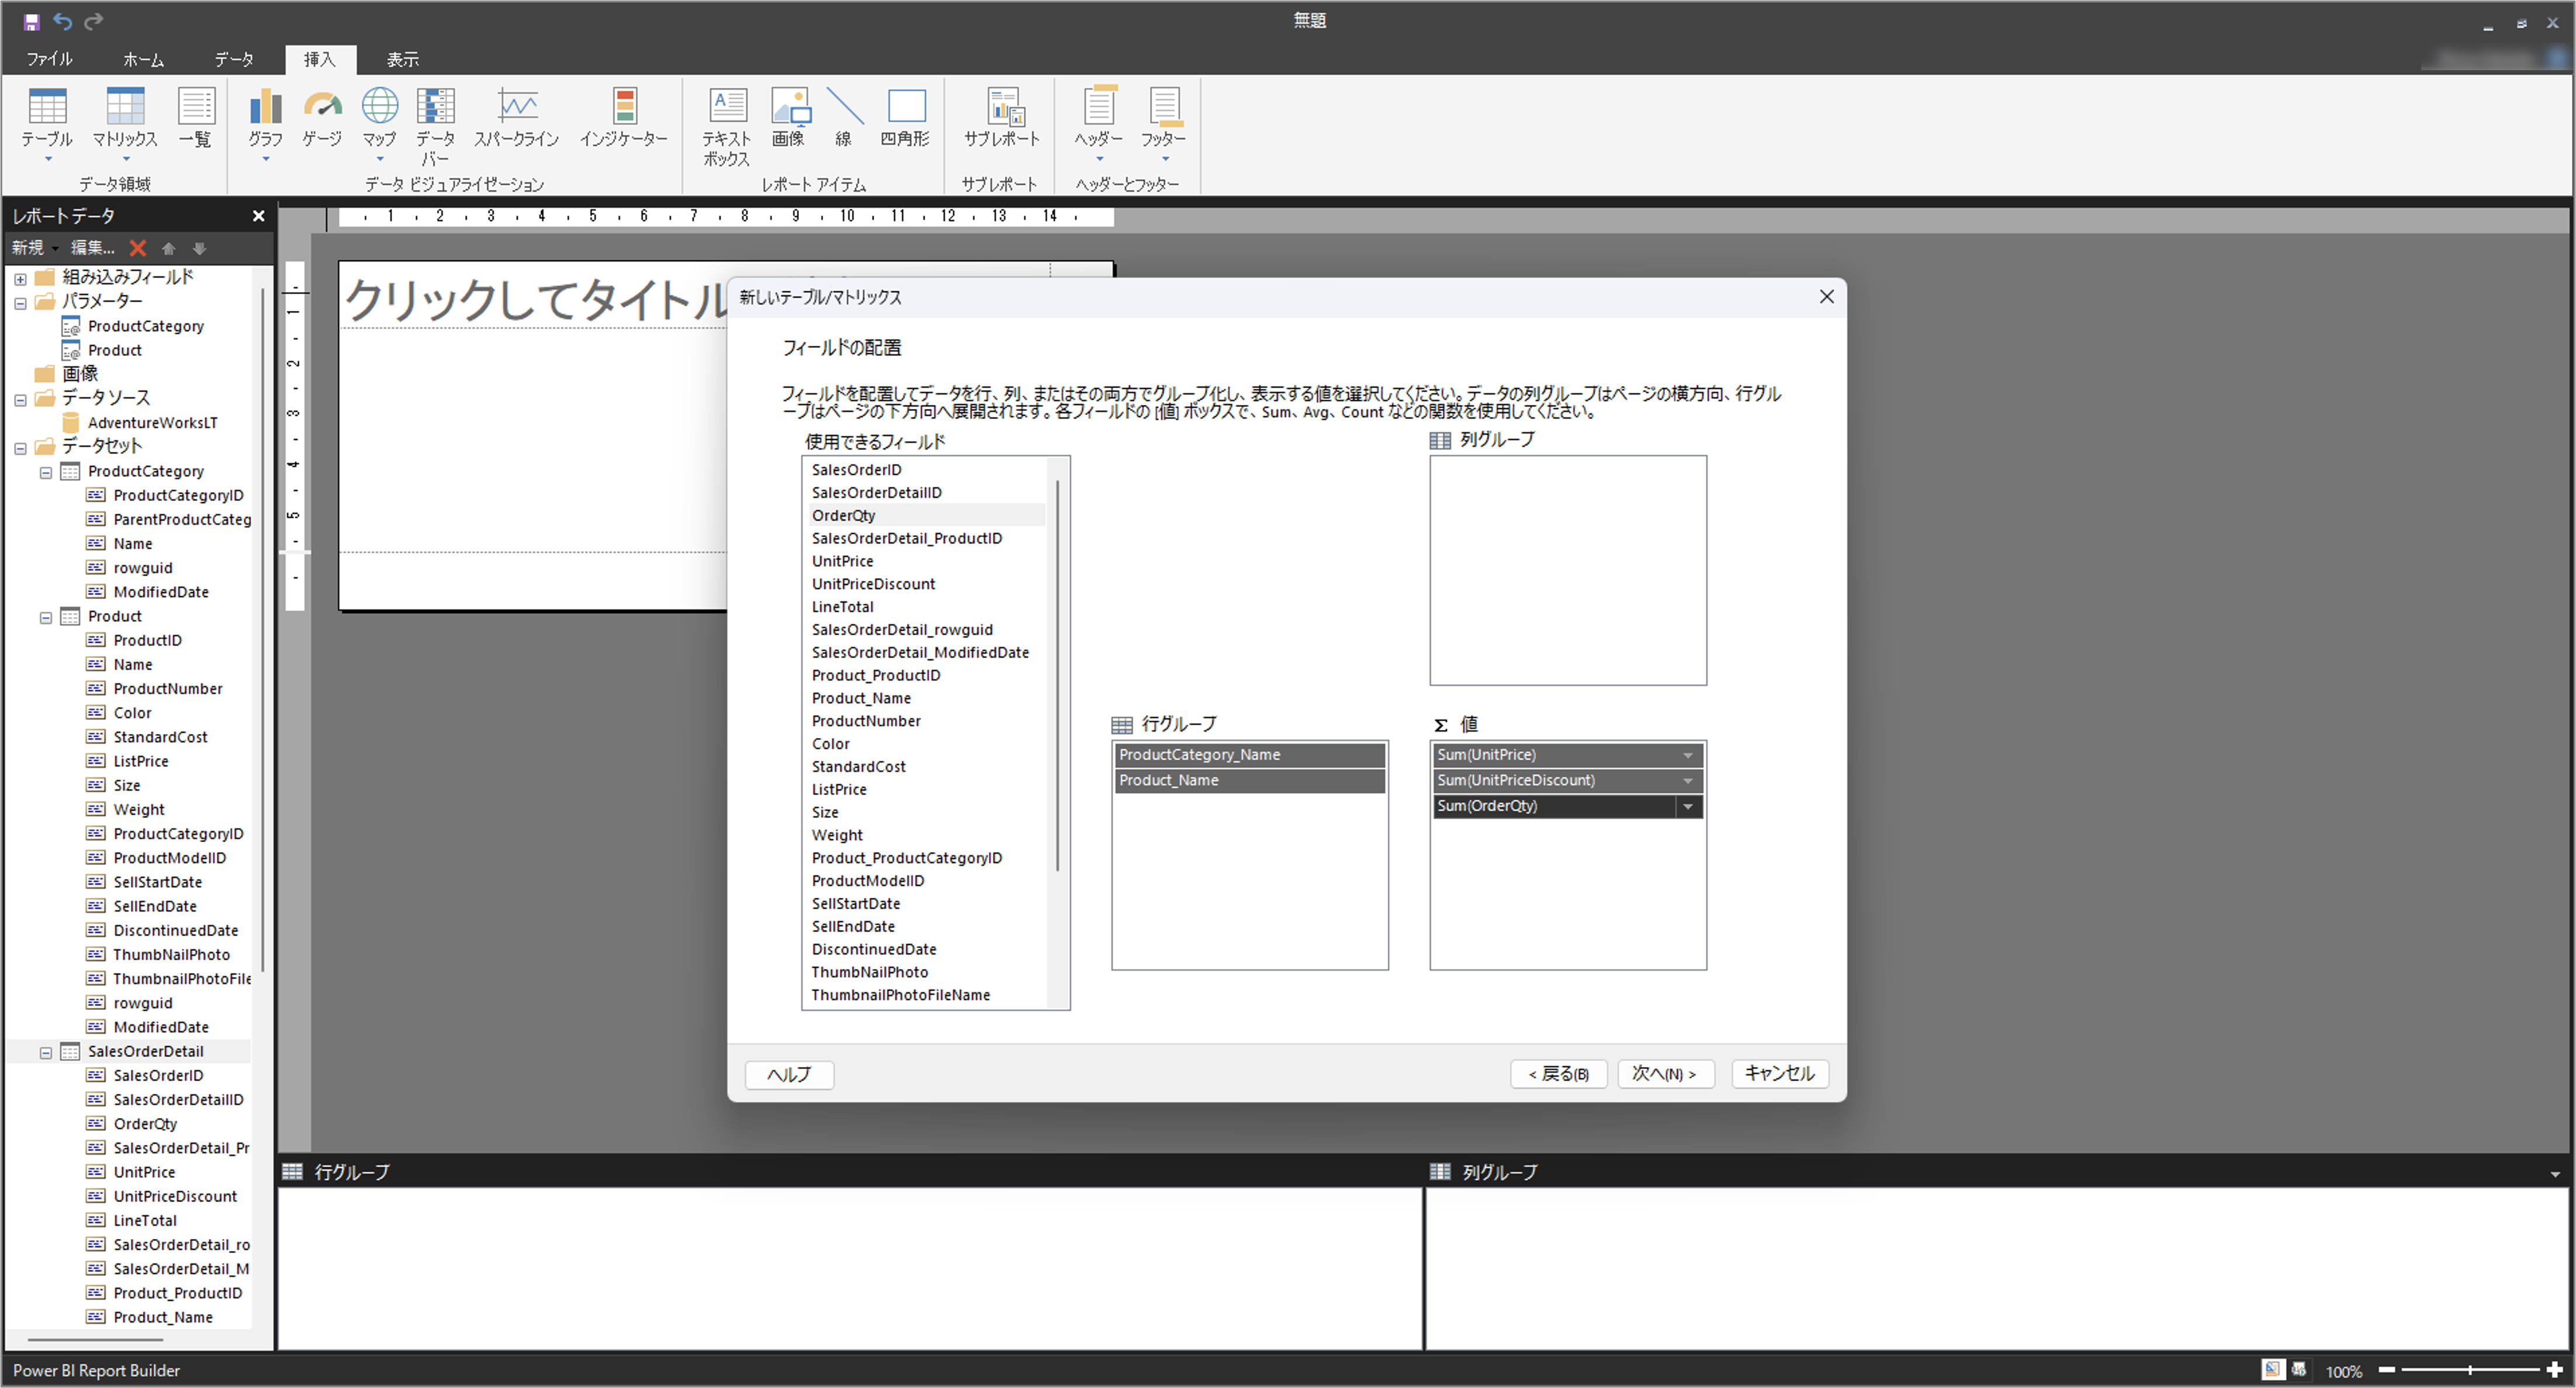 無題
ファイル ホーム データ 挿入 表示
テーブル マトリックス 一覧 グラフ ゲージ マップ データ バー スパークライン インジケーター テキスト ボックス 画像 線 四角形 サブレポート ヘッダー フッター
データ領域 データ ビジュアライゼーション レポート アイテム サブレポート ヘッダーとフッター
レポート データ
新規 編集...
組み込みフィールド
パラメーター
ProductCategory
Product
画像
データ ソース
AdventureWorksLT
データセット
ProductCategory
ProductCategoryID
ParentProductCateg
Name
rowguid
ModifiedDate
Product
ProductID
Name
ProductNumber
Color
StandardCost
ListPrice
Size
Weight
ProductCategoryID
ProductModelID
SellStartDate
SellEndDate
DiscontinuedDate
ThumbNailPhoto
ThumbnailPhotoFile
rowguid
ModifiedDate
SalesOrderDetail
SalesOrderID
SalesOrderDetailID
OrderQty
SalesOrderDetail_Pr
UnitPrice
UnitPriceDiscount
LineTotal
SalesOrderDetail_ro
SalesOrderDetail_M
Product_ProductID
Product_Name
1 2 3 4 5 6 7 8 9 10 11 12 13 14
1
2
3
4
5
クリックしてタイトル
新しいテーブル/マトリックス
フィールドの配置
フィールドを配置してデータを行、列、またはその両方でグループ化し、表示する値を選択してください。データの列グループはページの横方向、行グル
ープはページの下方向へ展開されます。各フィールドの [値] ボックスで、Sum、Avg、Count などの関数を使用してください。
使用できるフィールド
SalesOrderID
SalesOrderDetailID
OrderQty
SalesOrderDetail_ProductID
UnitPrice
UnitPriceDiscount
LineTotal
SalesOrderDetail_rowguid
SalesOrderDetail_ModifiedDate
Product_ProductID
Product_Name
ProductNumber
Color
StandardCost
ListPrice
Size
Weight
Product_ProductCategoryID
ProductModelID
SellStartDate
SellEndDate
DiscontinuedDate
ThumbNailPhoto
ThumbnailPhotoFileName
列グループ
行グループ
ProductCategory_Name
Product_Name
Σ 値
Sum(UnitPrice)
Sum(UnitPriceDiscount)
Sum(OrderQty)
ヘルプ < 戻る(B) 次へ(N) > キャンセル
行グループ 列グループ
Power BI Report Builder 100%